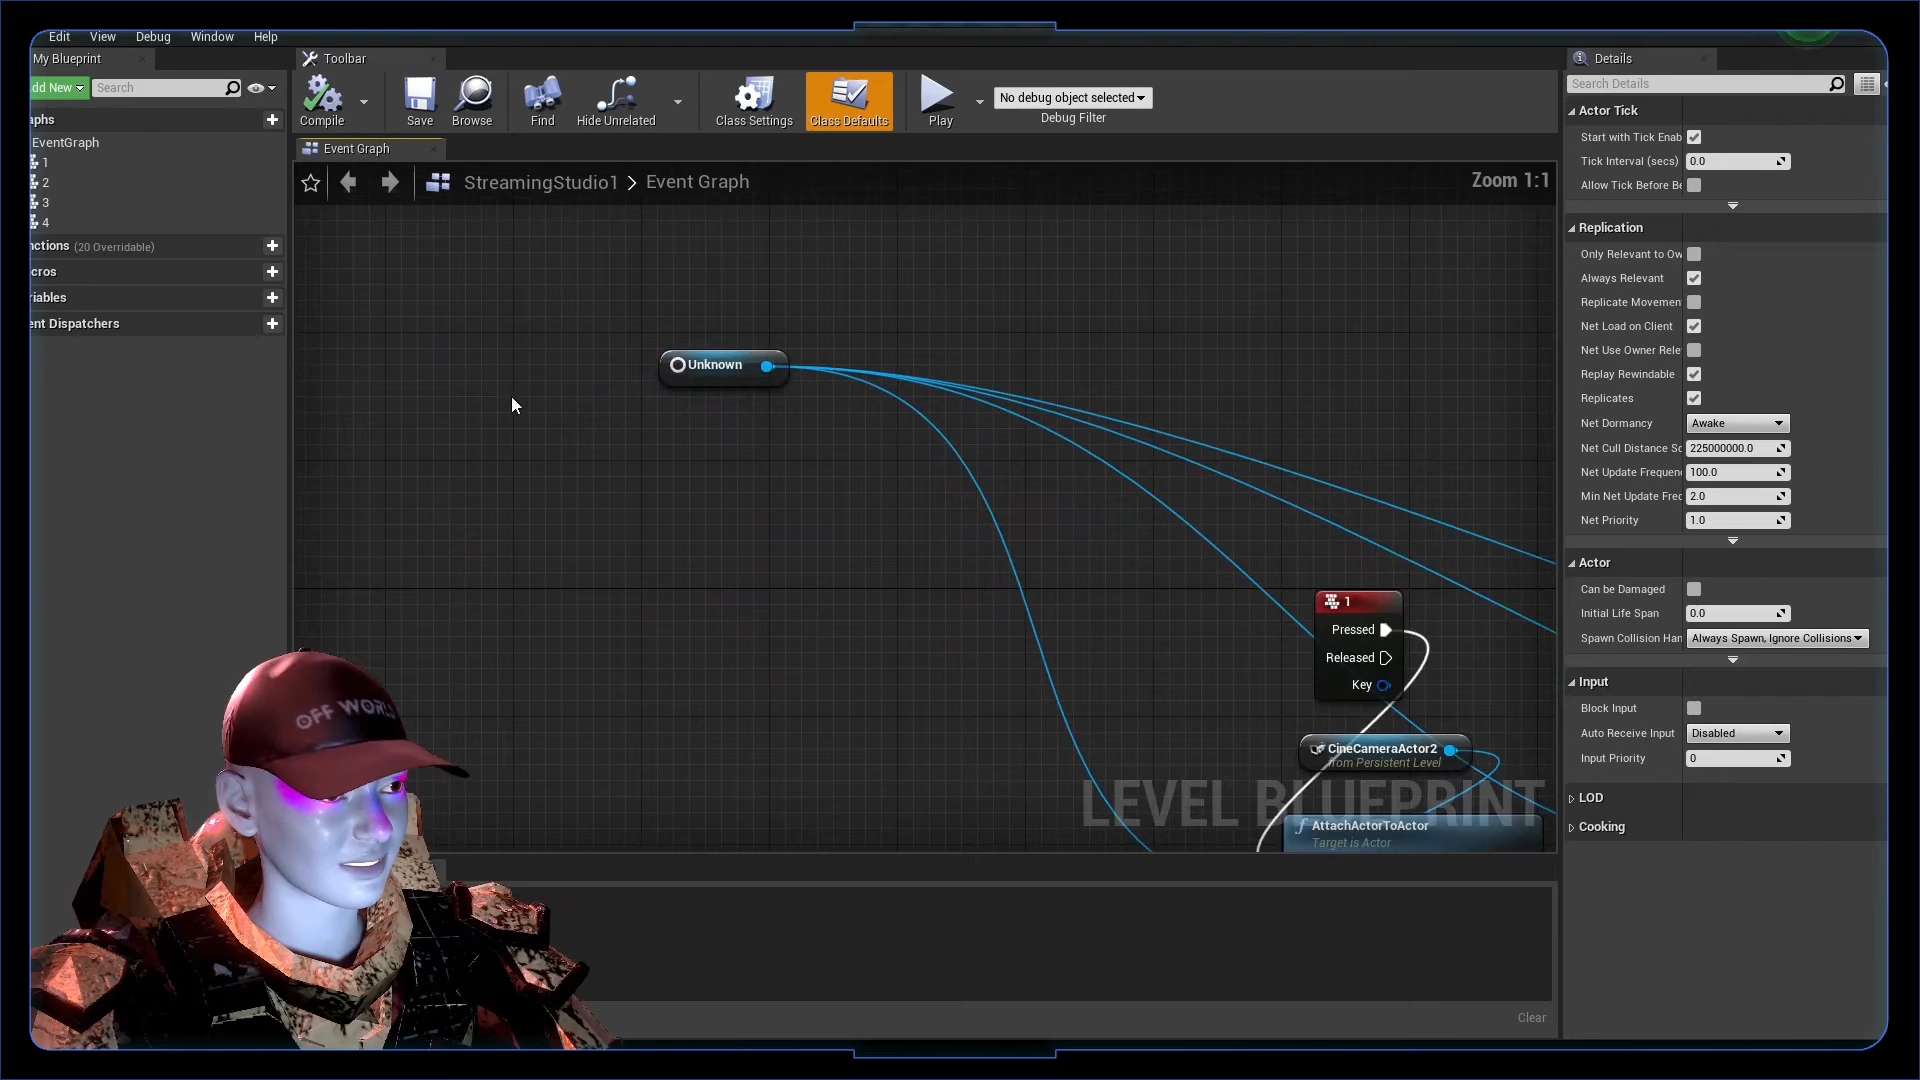 Edit View Debug Window Help
My Blueprint
Toolbar
Details
dd New
Search
Compile
Save
Browse
Find
Hide Unrelated
Class Settings
Class Defaults
Play
No debug object selected
Debug Filter
Search Details
aphs
EventGraph
1
2
3
4
nctions (20 Overridable)
cros
riables
ent Dispatchers
Event Graph
StreamingStudio1 > Event Graph
Zoom 1:1
Unknown
1
Pressed
Released
Key
CineCameraActor2
from Persistent Level
LEVEL BLUEPRINT
AttachActorToActor
Target is Actor
OFF WORL
Clear
Actor Tick
Start with Tick Enab
Tick Interval (secs) 0.0
Allow Tick Before Be
Replication
Only Relevant to Ow
Always Relevant
Replicate Movemen
Net Load on Client
Net Use Owner Rele
Replay Rewindable
Replicates
Net Dormancy Awake
Net Cull Distance Sc 225000000.0
Net Update Frequen 100.0
Min Net Update Frec 2.0
Net Priority 1.0
Actor
Can be Damaged
Initial Life Span 0.0
Spawn Collision Han Always Spawn, Ignore Collisions
Input
Block Input
Auto Receive Input Disabled
Input Priority 0
LOD
Cooking